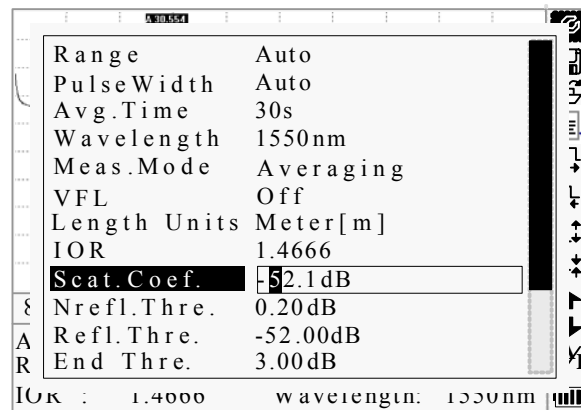 A 30.554
Range Auto
PulseWidth Auto
Avg.Time 30s
Wavelength 1550nm
Meas.Mode Averaging
VFL Off
Length Units Meter[m]
IOR 1.4666
Scat.Coef. -52.1dB
Nrefl.Thre. 0.20dB
Refl.Thre. -52.00dB
End Thre. 3.00dB
8
A
R
IOR : 1.4666 Wavelength: 1550nm